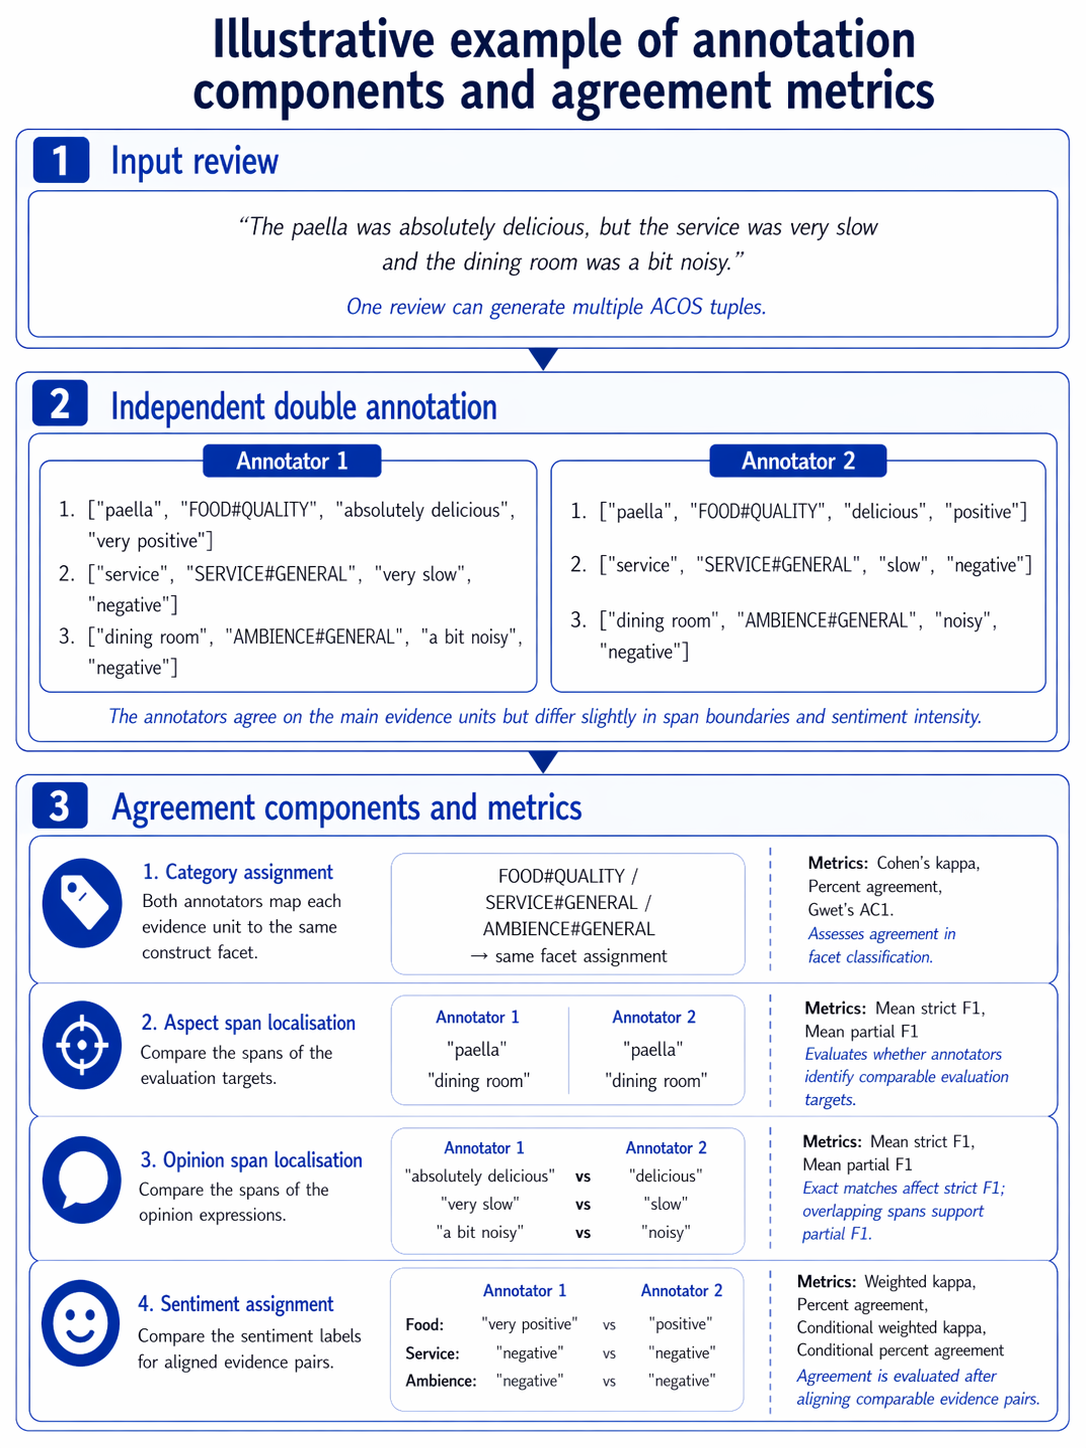 Illustrative example of annotation
components and agreement metrics
1 Input review
“The paella was absolutely delicious, but the service was very slow
and the dining room was a bit noisy.”
One review can generate multiple ACOS tuples.
2 Independent double annotation
Annotator 1
1. ["paella", "FOOD#QUALITY", "absolutely delicious",
"very positive"]
2. ["service", "SERVICE#GENERAL", "very slow",
"negative"]
3. ["dining room", "AMBIENCE#GENERAL", "a bit noisy",
"negative"]
Annotator 2
1. ["paella", "FOOD#QUALITY", "delicious", "positive"]
2. ["service", "SERVICE#GENERAL", "slow", "negative"]
3. ["dining room", "AMBIENCE#GENERAL", "noisy",
"negative"]
The annotators agree on the main evidence units but differ slightly in span boundaries and sentiment intensity.
3 Agreement components and metrics
1. Category assignment
Both annotators map each
evidence unit to the same
construct facet.
FOOD#QUALITY /
SERVICE#GENERAL /
AMBIENCE#GENERAL
→ same facet assignment
Metrics: Cohen's kappa,
Percent agreement,
Gwet's AC1.
Assesses agreement in
facet classification.
2. Aspect span localisation
Compare the spans of the
evaluation targets.
Annotator 1 Annotator 2
"paella" "paella"
"dining room" "dining room"
Metrics: Mean strict F1,
Mean partial F1
Evaluates whether annotators
identify comparable evaluation
targets.
3. Opinion span localisation
Compare the spans of the
opinion expressions.
Annotator 1 Annotator 2
"absolutely delicious" vs "delicious"
"very slow" vs "slow"
"a bit noisy" vs "noisy"
Metrics: Mean strict F1,
Mean partial F1
Exact matches affect strict F1;
overlapping spans support
partial F1.
4. Sentiment assignment
Compare the sentiment labels
for aligned evidence pairs.
Annotator 1 Annotator 2
Food: "very positive" vs "positive"
Service: "negative" vs "negative"
Ambience: "negative" vs "negative"
Metrics: Weighted kappa,
Percent agreement,
Conditional weighted kappa,
Conditional percent agreement
Agreement is evaluated after
aligning comparable evidence pairs.